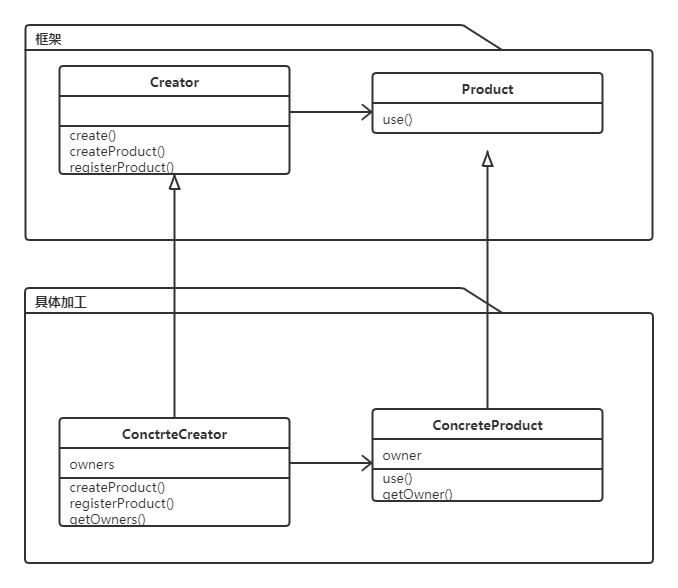 框架
Creator
create()
createProduct()
registerProduct()
Product
use()
具体加工
ConctrteCreator
owners
createProduct()
registerProduct()
getOwners()
ConcreteProduct
owner
use()
getOwner()